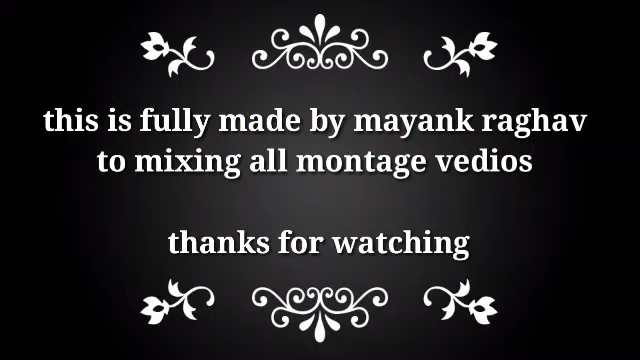 this is fully made by mayank raghav
to mixing all montage vedios
thanks for watching